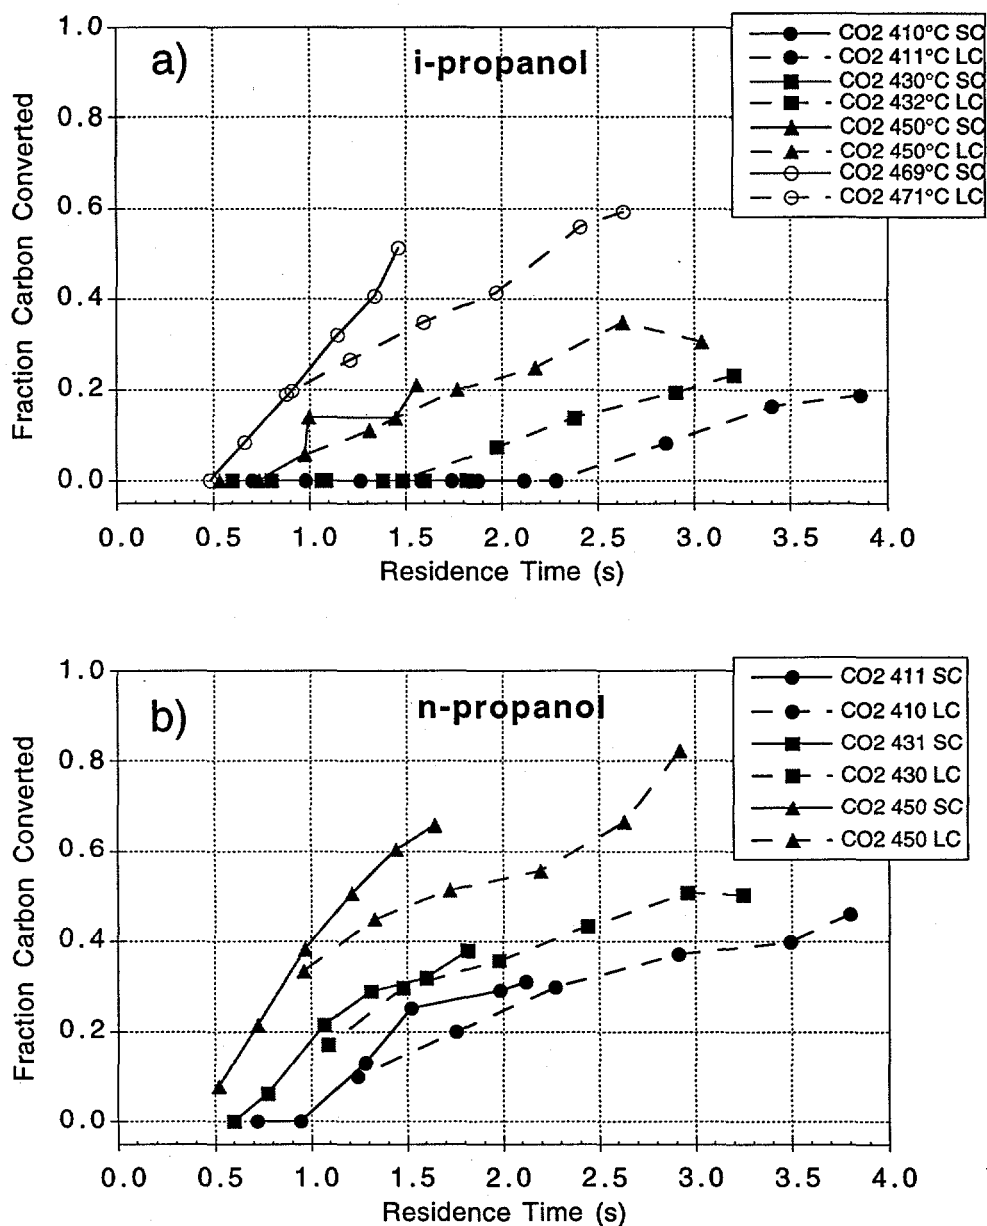 a)
i-propanol
CO2 410°C SC
CO2 411°C LC
CO2 430°C SC
CO2 432°C LC
CO2 450°C SC
CO2 450°C LC
CO2 469°C SC
CO2 471°C LC
Fraction Carbon Converted
1.0
0.8
0.6
0.4
0.2
0.0
0.0 0.5 1.0 1.5 2.0 2.5 3.0 3.5 4.0
Residence Time (s)
b)
n-propanol
CO2 411 SC
CO2 410 LC
CO2 431 SC
CO2 430 LC
CO2 450 SC
CO2 450 LC
Fraction Carbon Converted
1.0
0.8
0.6
0.4
0.2
0.0
0.0 0.5 1.0 1.5 2.0 2.5 3.0 3.5 4.0
Residence Time (s)